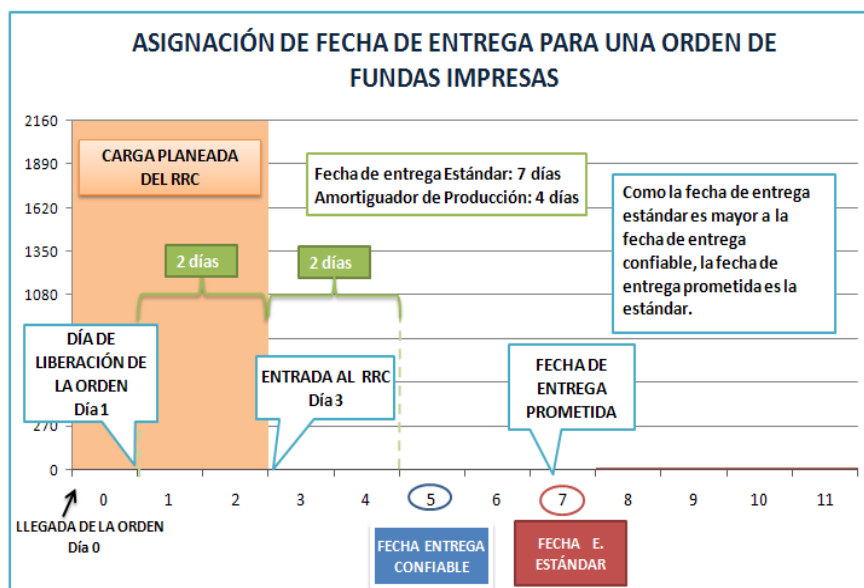 ASIGNACIÓN DE FECHA DE ENTREGA PARA UNA ORDEN DE
FUNDAS IMPRESAS
2160
1890
1620
1350
1080
270
0
CARGA PLANEADA
DEL RRC
Fecha de entrega Estándar: 7 días
Amortiguador de Producción: 4 días
Como la fecha de entrega
estándar es mayor a la
fecha de entrega
confiable, la fecha de
entrega prometida es la
estándar.
2 días
2 días
DÍA DE
LIBERACIÓN DE
LA ORDEN
Día 1
ENTRADA AL RRC
Día 3
FECHA DE
ENTREGA
PROMETIDA
0 1 2 3 4 5 6 7 8 9 10 11
LLEGADA DE LA ORDEN
Día 0
FECHA ENTREGA
CONFIABLE
FECHA E.
ESTÁNDAR